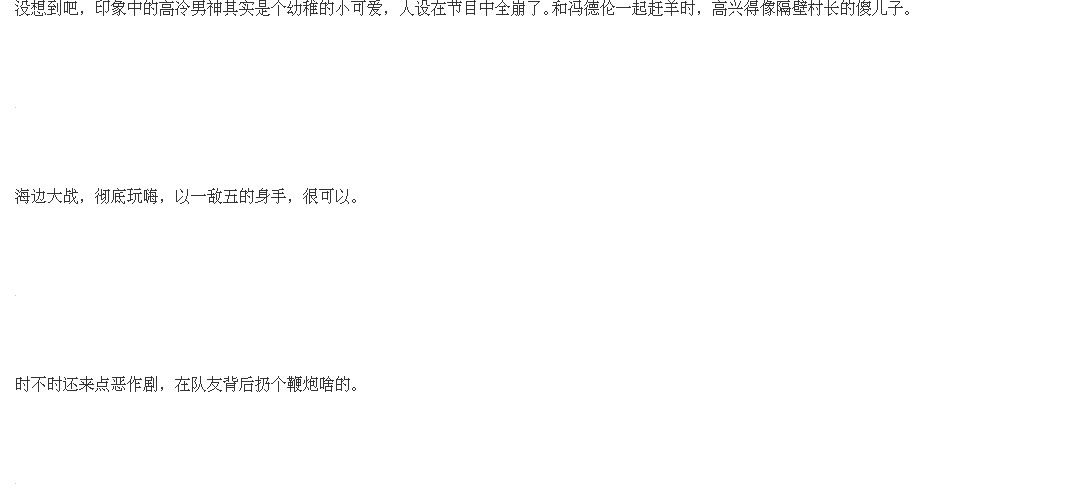 没想到吧，印象中的高冷男神其实是个幼稚的小可爱，人设在节目中全崩了。和冯德伦一起赶羊时，高兴得像隔壁村长的傻儿子。
海边大战，彻底玩嗨，以一敌五的身手，很可以。
时不时还来点恶作剧，在队友背后扔个鞭炮啥的。